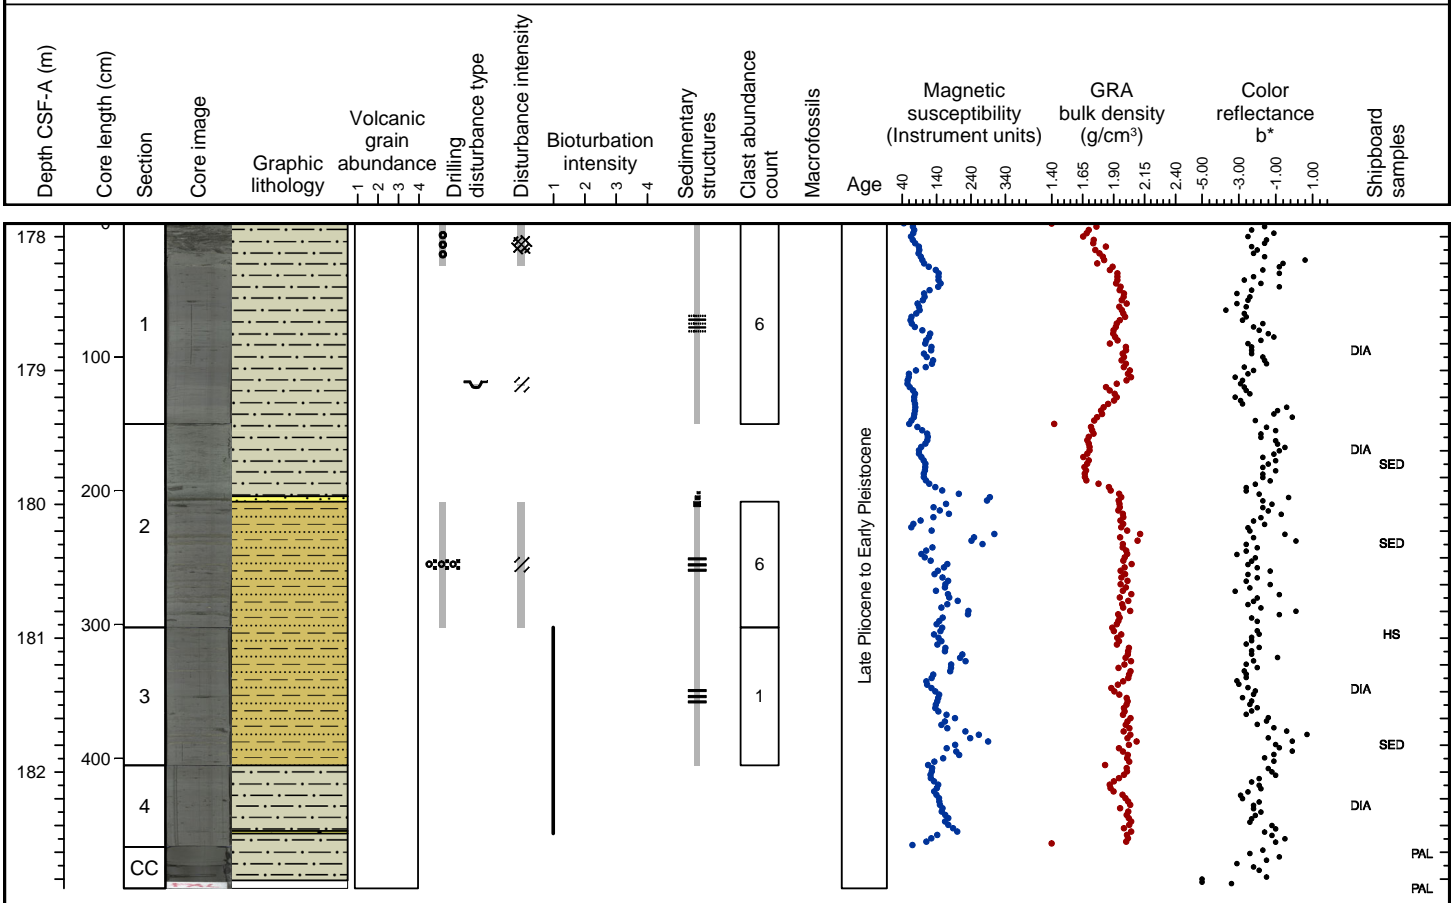 Depth CSF-A (m)
Core length (cm)
Section
Core image
Graphic
lithology
Volcanic
grain
abundance
1 2 3 4
Drilling
disturbance type
Disturbance intensity
Bioturbation
intensity
1 2 3 4
Sedimentary
structures
Clast abundance
count
Macrofossils
Age
Magnetic
susceptibility
(Instrument units)
40 140 240 340
GRA
bulk density
(g/cm³)
1.40 1.65 1.90 2.15 2.40
Color
reflectance
b*
-5.00 -3.00 -1.00 1.00
Shipboard
samples
178
179
180
181
182
0
100
200
300
400
1
2
3
4
CC
PAL
6
6
1
Late Pliocene to Early Pleistocene
DIA
DIA
SED
SED
HS
DIA
SED
DIA
PAL
PAL